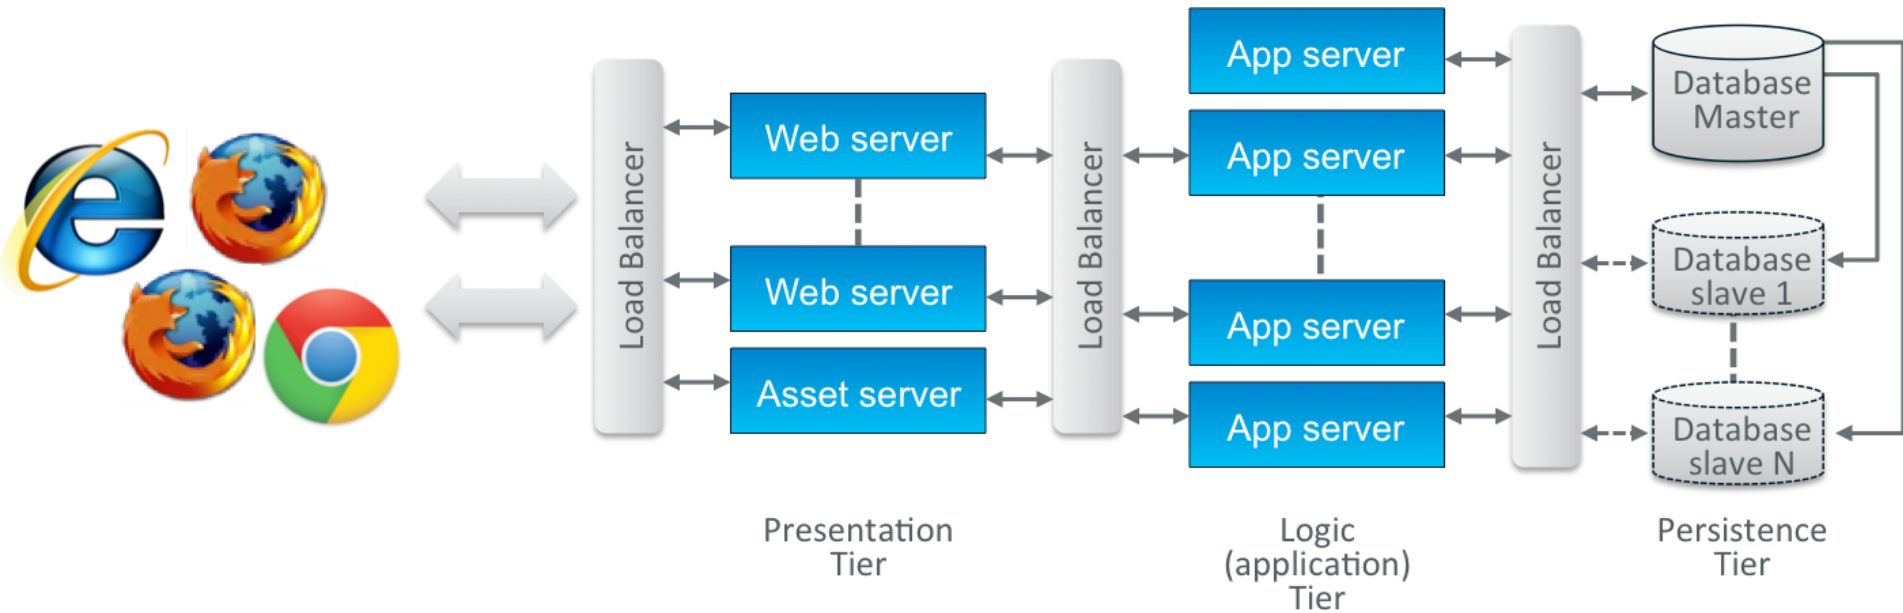 Load Balancer
Web server
Web server
Asset server
Presentation
Tier
Load Balancer
App server
App server
App server
App server
Logic
(application)
Tier
Load Balancer
Database
Master
Database
slave 1
Database
slave N
Persistence
Tier